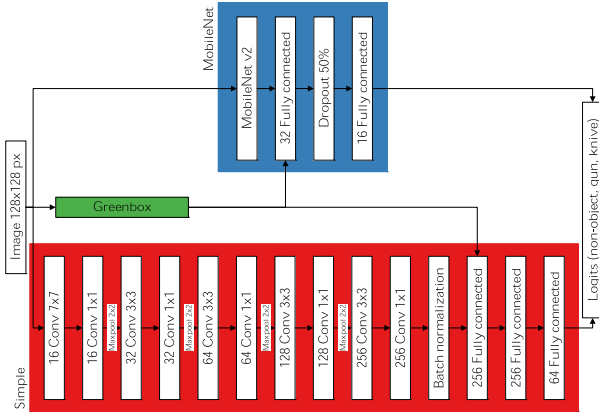 MobileNet
MobileNet v2
32 Fully connected
Dropout 50%
16 Fully connected
Image 128x128 px
Greenbox
Logits (non-object, gun, knive)
Simple
16 Conv 7x7
16 Conv 1x1
Maxpool 2x2
32 Conv 3x3
32 Conv 1x1
Maxpool 2x2
64 Conv 3x3
64 Conv 1x1
Maxpool 2x2
128 Conv 3x3
128 Conv 1x1
Maxpool 2x2
256 Conv 3x3
256 Conv 1x1
Batch normalization
256 Fully connected
256 Fully connected
64 Fully connected